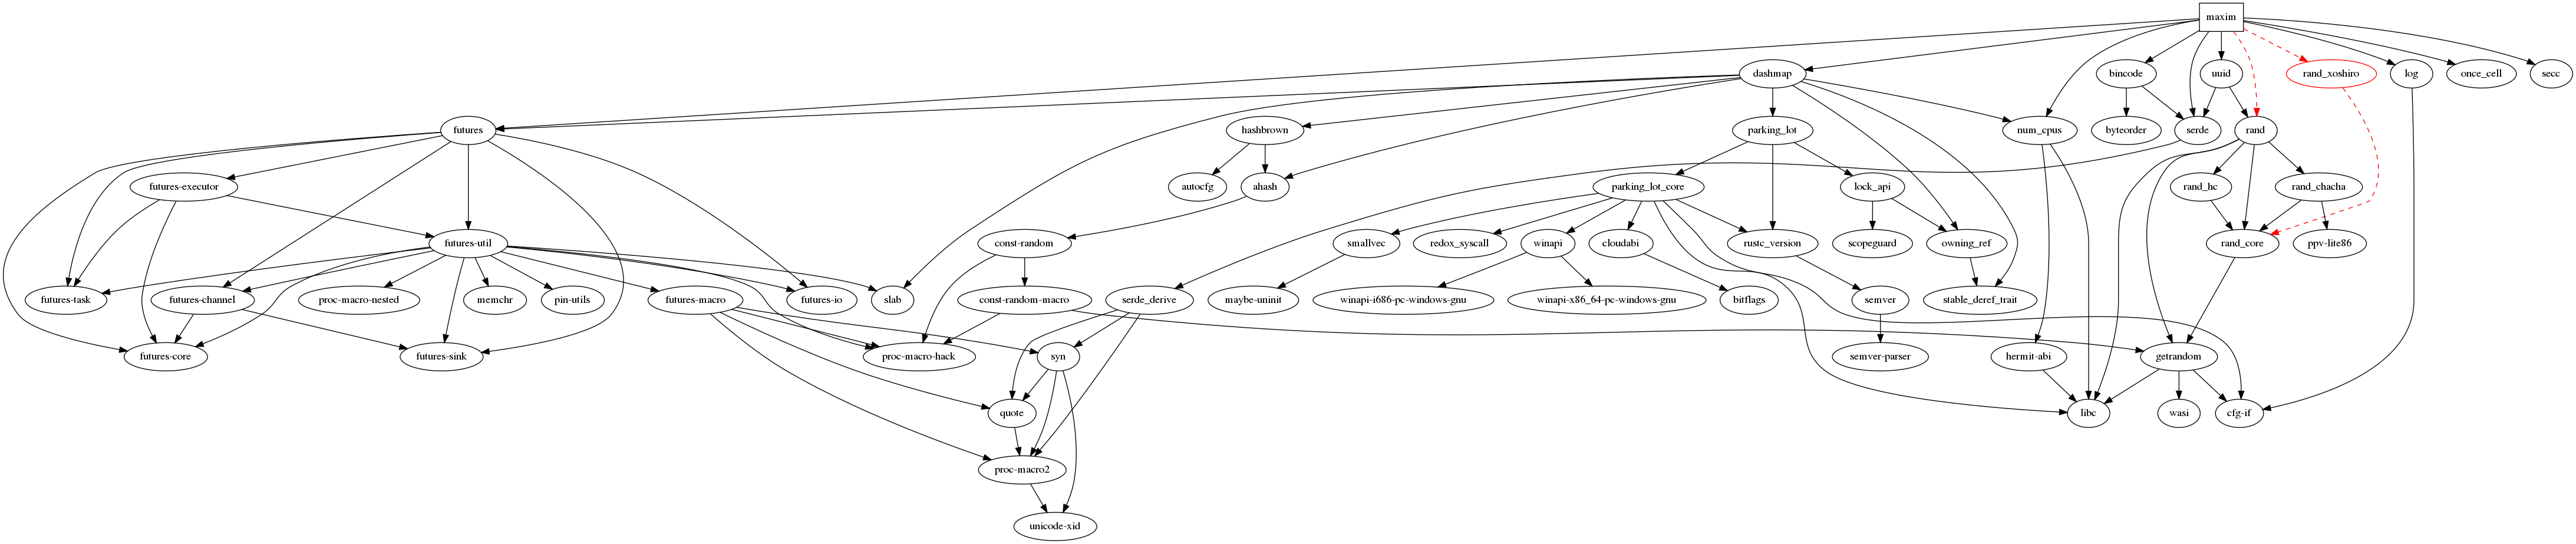 maxim
dashmap
bincode
uuid
rand_xoshiro
log
once_cell
secc
futures
hashbrown
parking_lot
num_cpus
byteorder
serde
rand
futures-executor
autocfg
ahash
parking_lot_core
lock_api
rand_hc
rand_chacha
futures-util
const-random
smallvec
redox_syscall
winapi
cloudabi
rustc_version
scopeguard
owning_ref
rand_core
ppv-lite86
futures-task
futures-channel
proc-macro-nested
memchr
pin-utils
futures-macro
futures-io
slab
const-random-macro
serde_derive
maybe-uninit
winapi-i686-pc-windows-gnu
winapi-x86_64-pc-windows-gnu
bitflags
semver
stable_deref_trait
futures-core
futures-sink
proc-macro-hack
syn
semver-parser
hermit-abi
getrandom
quote
libc
wasi
cfg-if
proc-macro2
unicode-xid